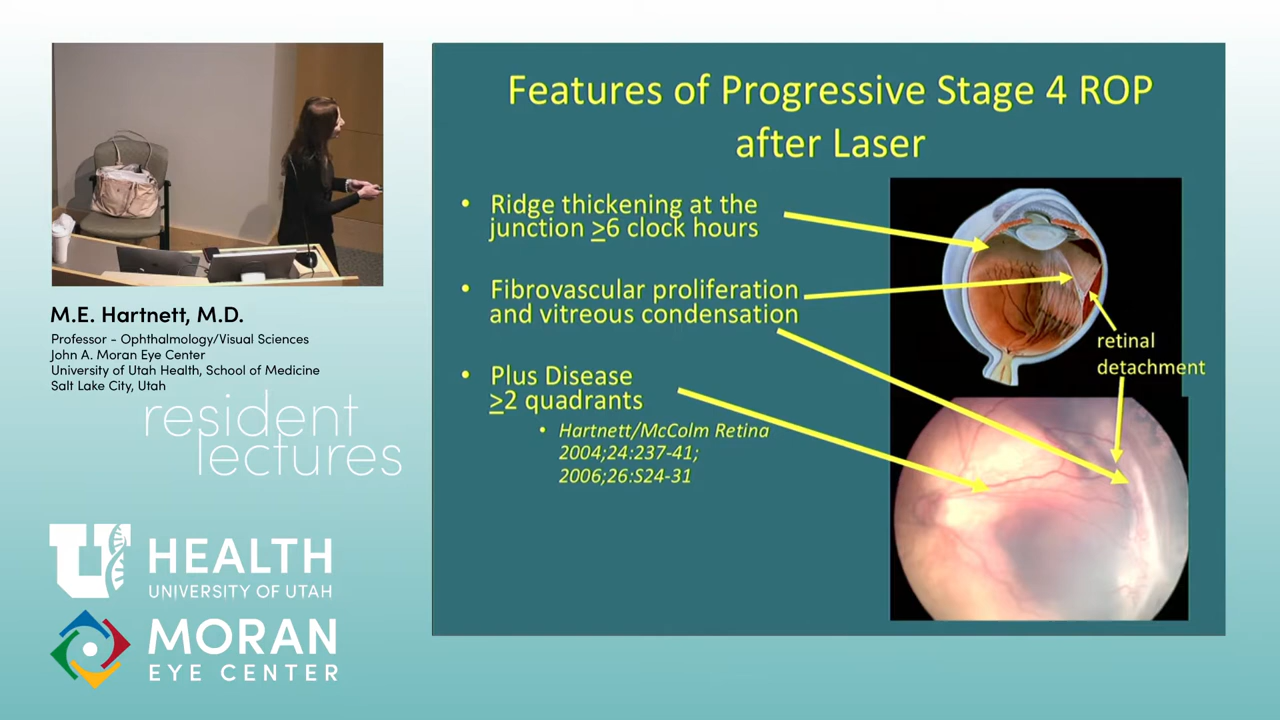 M.E. Hartnett, M.D.
Professor - Ophthalmology/Visual Sciences
John A. Moran Eye Center
University of Utah Health, School of Medicine
Salt Lake City, Utah
resident
lectures
U
HEALTH
UNIVERSITY OF UTAH
MORAN
EYE CENTER
Features of Progressive Stage 4 ROP
after Laser
• Ridge thickening at the
junction ≥6 clock hours
• Fibrovascular proliferation
and vitreous condensation
• Plus Disease
≥2 quadrants
• Hartnett/McColm Retina
2004;24:237-41;
2006;26:S24-31
retinal
detachment